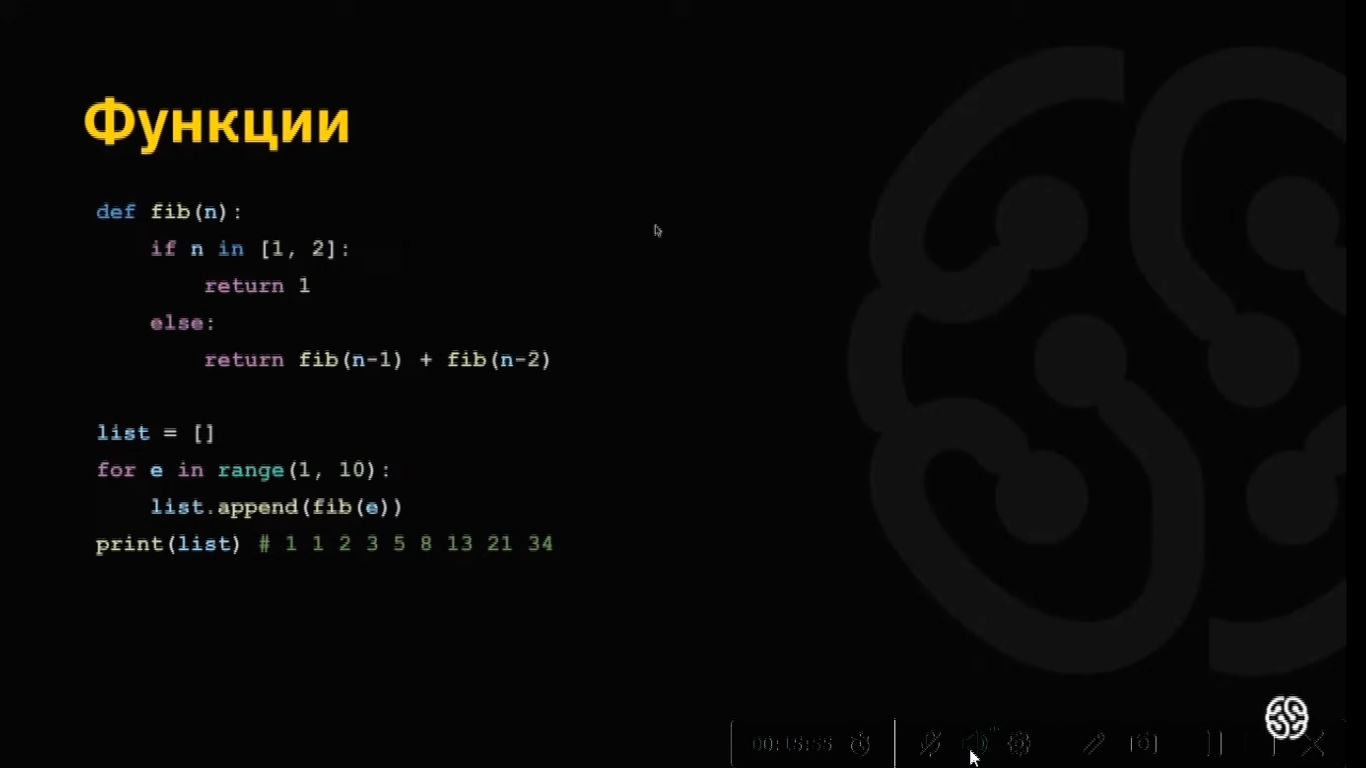 Функции
def fib(n):
    if n in [1, 2]:
        return 1
    else:
        return fib(n-1) + fib(n-2)
list = []
for e in range(1, 10):
    list.append(fib(e))
print(list) # 1 1 2 3 5 8 13 21 34
00:15:55